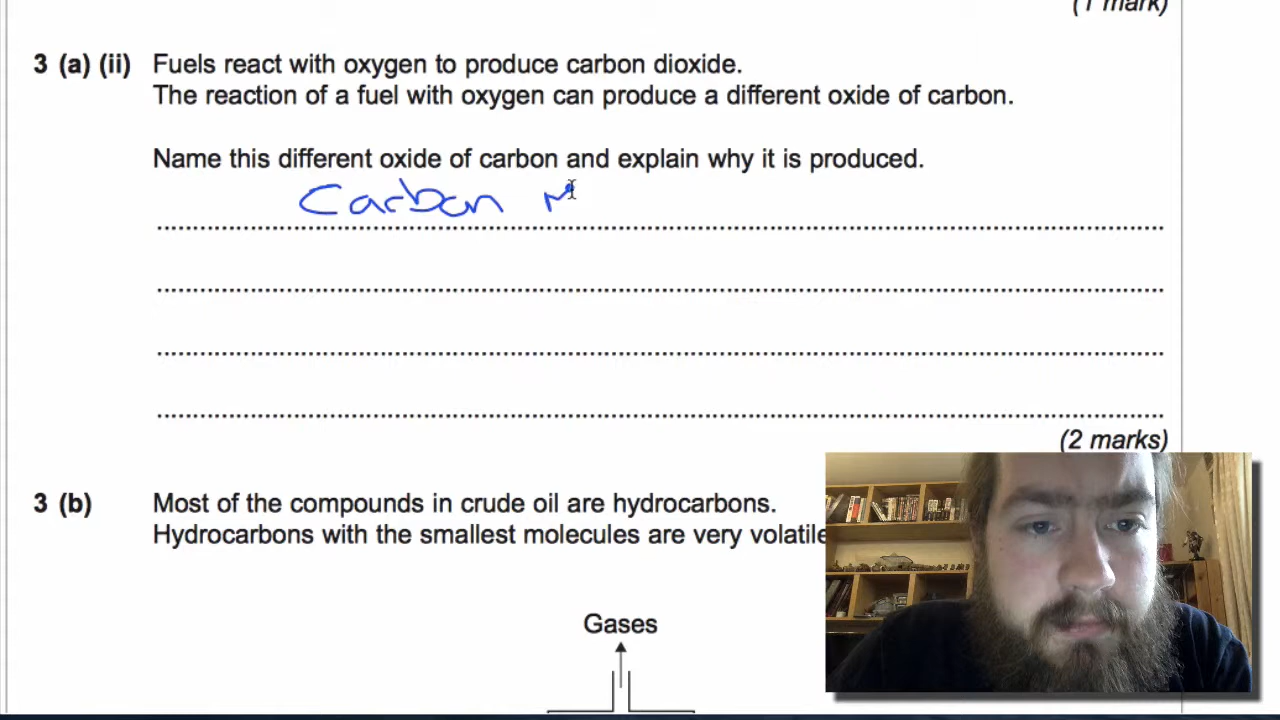 (1 mark)
3 (a) (ii) Fuels react with oxygen to produce carbon dioxide.
The reaction of a fuel with oxygen can produce a different oxide of carbon.
Name this different oxide of carbon and explain why it is produced.
Carbon
(2 marks)
3 (b) Most of the compounds in crude oil are hydrocarbons.
Hydrocarbons with the smallest molecules are very volatile
Gases